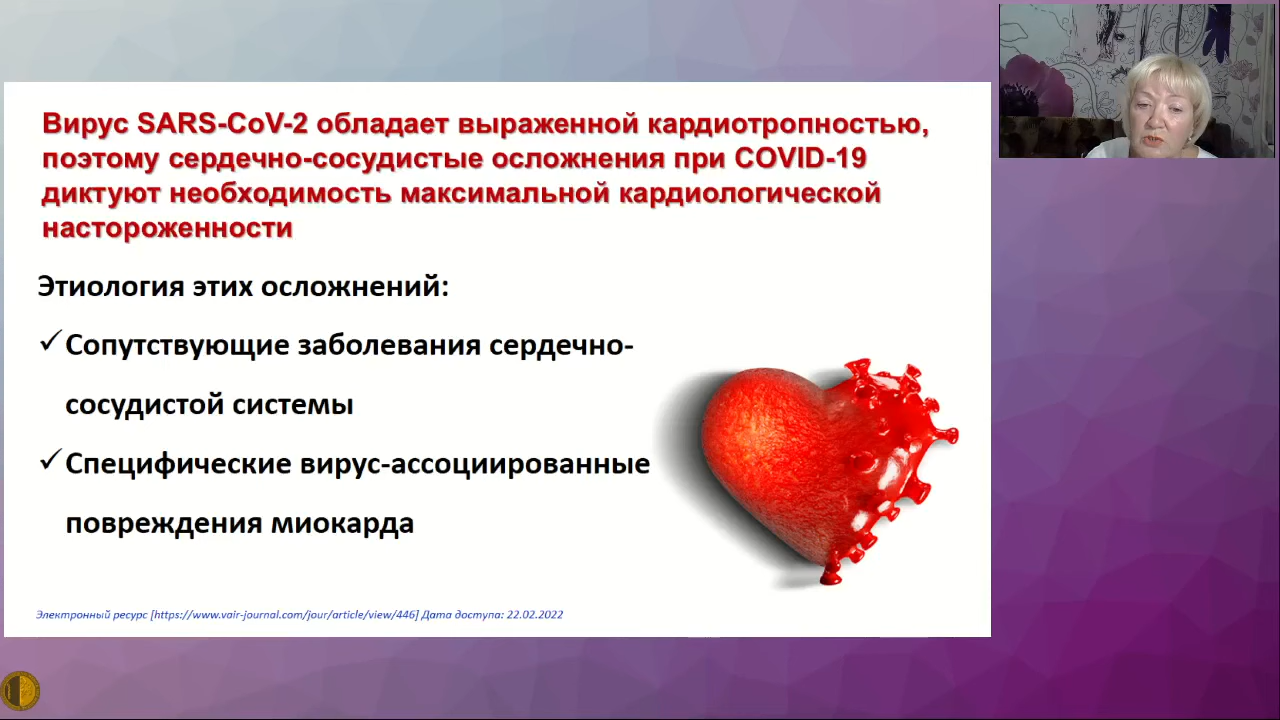 Вирус SARS-CoV-2 обладает выраженной кардиотропностью,
поэтому сердечно-сосудистые осложнения при COVID-19
диктуют необходимость максимальной кардиологической
настороженности
Этиология этих осложнений:
✓Сопутствующие заболевания сердечно-
сосудистой системы
✓Специфические вирус-ассоциированные
повреждения миокарда
Электронный ресурс [https://www.vair-journal.com/jour/article/view/446] Дата доступа: 22.02.2022